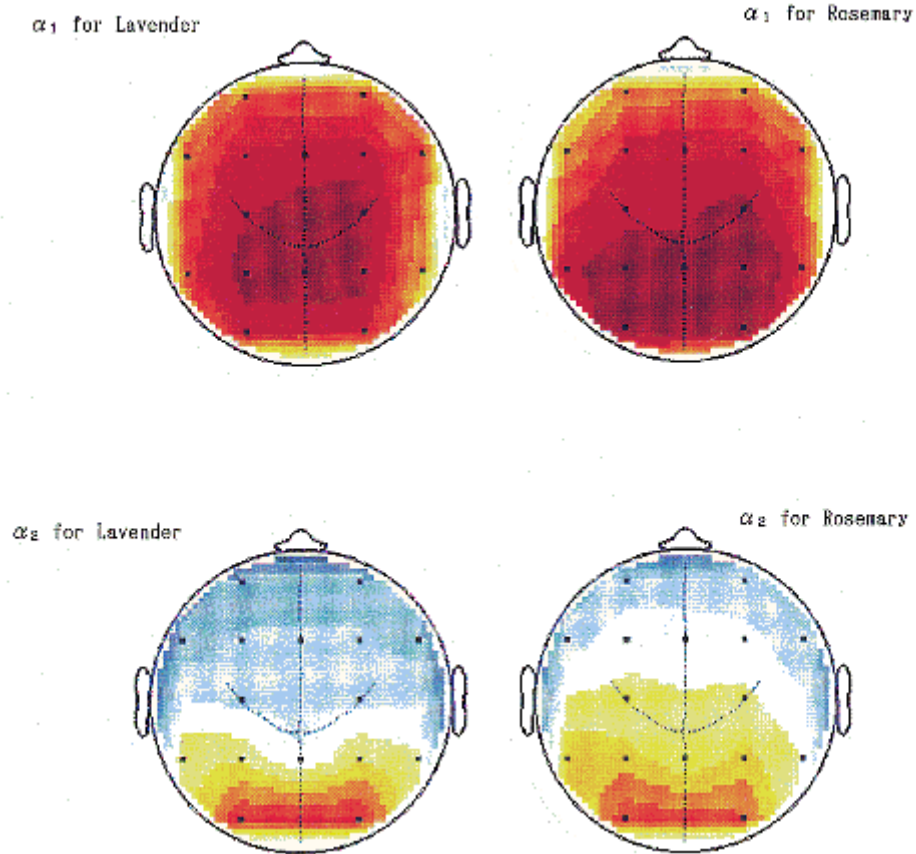 α₁ for Lavender
α₁ for Rosemary
α₂ for Lavender
α₂ for Rosemary